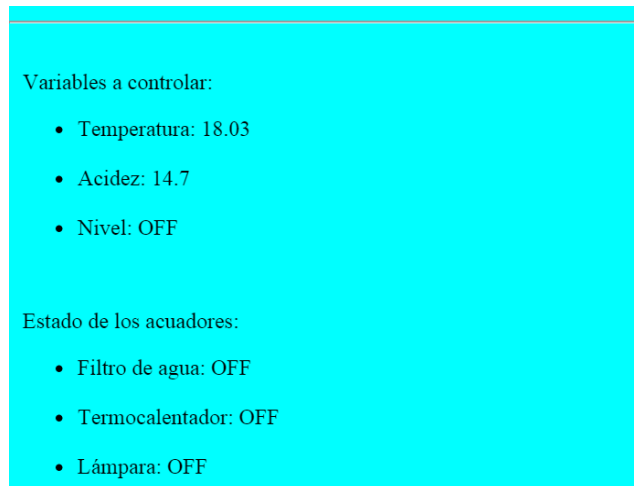 Variables a controlar:
• Temperatura: 18.03
• Acidez: 14.7
• Nivel: OFF
Estado de los acuadores:
• Filtro de agua: OFF
• Termocalentador: OFF
• Lámpara: OFF